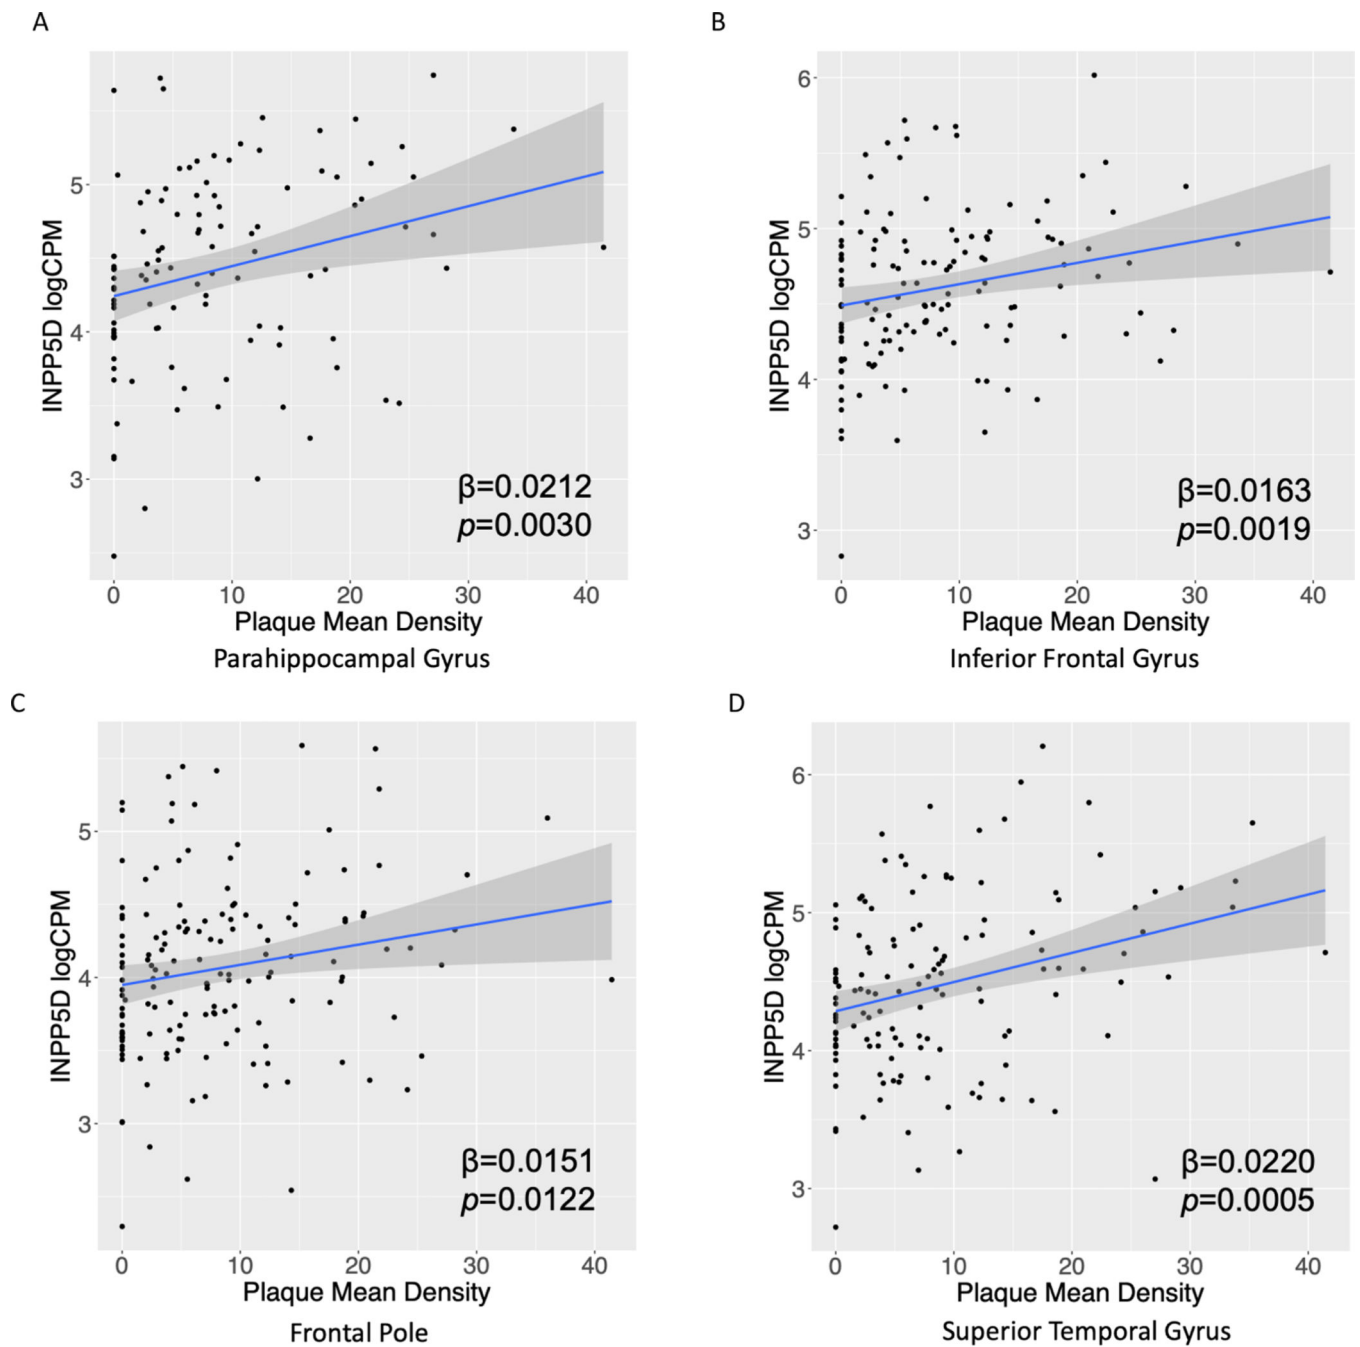 A
INPP5D logCPM
5
4
3
β=0.0212
p=0.0030
0 10 20 30 40
Plaque Mean Density
Parahippocampal Gyrus
B
INPP5D logCPM
6
5
4
3
β=0.0163
p=0.0019
0 10 20 30 40
Plaque Mean Density
Inferior Frontal Gyrus
C
INPP5D logCPM
5
4
3
β=0.0151
p=0.0122
0 10 20 30 40
Plaque Mean Density
Frontal Pole
D
INPP5D logCPM
6
5
4
3
β=0.0220
p=0.0005
0 10 20 30 40
Plaque Mean Density
Superior Temporal Gyrus